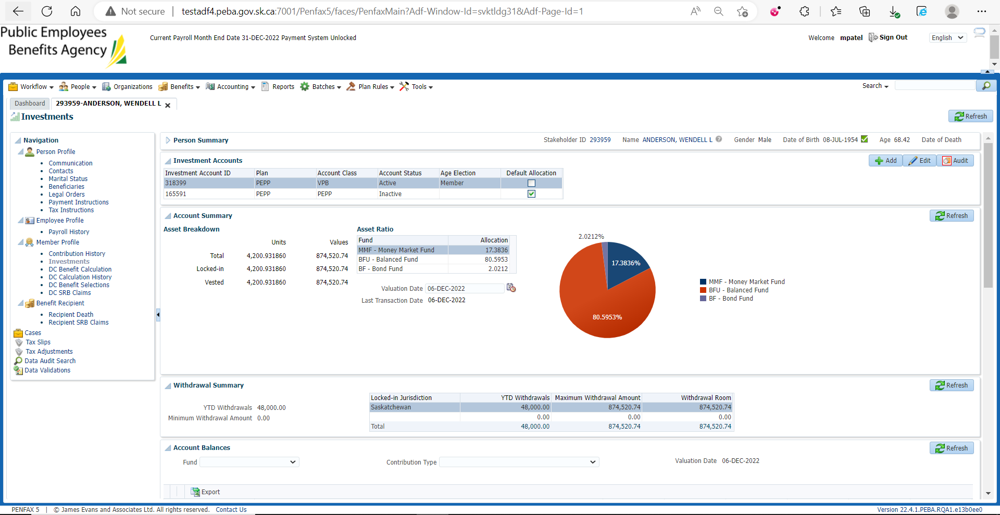 Not secure | testadf4.peba.gov.sk.ca:7001/Penfax5/faces/PenfaxMain?Adf-Window-Id=svktldg31&Adf-Page-Id=1
Public Employees
Benefits Agency
Current Payroll Month End Date 31-DEC-2022 Payment System Unlocked
Welcome mpatel Sign Out English
Workflow People Organizations Benefits Accounting Reports Batches Plan Rules Tools Search
Dashboard 293959-ANDERSON, WENDELL L
Investments Refresh
Navigation
Person Profile
Communication
Contacts
Marital Status
Beneficiaries
Legal Orders
Payment Instructions
Tax Instructions
Employee Profile
Payroll History
Member Profile
Contribution History
Investments
DC Benefit Calculation
DC Calculation History
DC Benefit Selections
DC SRB Claims
Benefit Recipient
Recipient Death
Recipient SRB Claims
Cases
Tax Slips
Tax Adjustments
Data Audit Search
Data Validations
Person Summary Stakeholder ID 293959 Name ANDERSON, WENDELL L Gender Male Date of Birth 08-JUL-1954 Age 68.42 Date of Death
Investment Accounts Add Edit Audit
Investment Account ID Plan Account Class Account Status Age Election Default Allocation
318399 PEPP VPB Active Member
165591 PEPP PEPP Inactive
Account Summary Refresh
Asset Breakdown
Units Values
Total 4,200.931860 874,520.74
Locked-in 4,200.931860 874,520.74
Vested 4,200.931860 874,520.74
Asset Ratio
Fund Allocation
MMF - Money Market Fund 17.3836
BFU - Balanced Fund 80.5953
BF - Bond Fund 2.0212
Valuation Date 06-DEC-2022
Last Transaction Date 06-DEC-2022
2.0212%
17.3836%
80.5953%
MMF - Money Market Fund
BFU - Balanced Fund
BF - Bond Fund
Withdrawal Summary Refresh
YTD Withdrawals 48,000.00
Minimum Withdrawal Amount 0.00
Locked-in Jurisdiction YTD Withdrawals Maximum Withdrawal Amount Withdrawal Room
Saskatchewan 48,000.00 874,520.74 874,520.74
0.00 0.00 0.00
Total 48,000.00 874,520.74 874,520.74
Account Balances Refresh
Fund Contribution Type Valuation Date 06-DEC-2022
Export
PENFAX 5 | © James Evans and Associates Ltd. All rights reserved. Contact Us Version 22.4.1.PEBA.RQA1.e13b0ee0